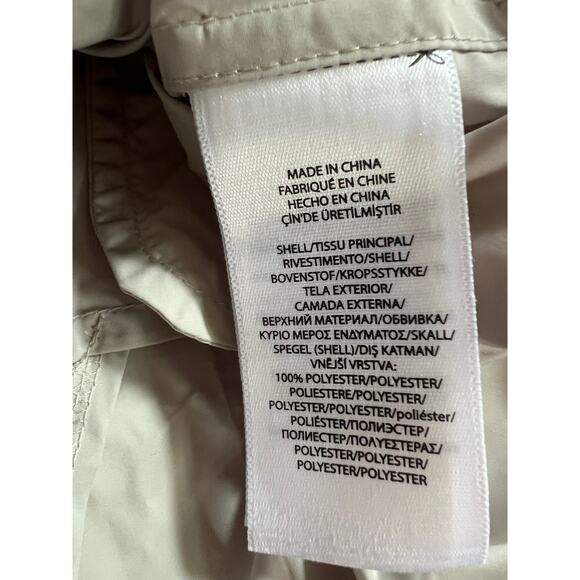 MADE IN CHINA
FABRIQUÉ EN CHINE
HECHO EN CHINA
ÇİN'DE ÜRETİLMİŞTİR
SHELL/TISSU PRINCIPAL/
RIVESTIMENTO/SHELL/
BOVENSTOF/KROPSSTYKKE/
TELA EXTERIOR/
CAMADA EXTERNA/
ВЕРХНИЙ МАТЕРИАЛ/ОБВИВКА/
ΚΥΡΙΟ ΜΕΡΟΣ ΕΝΔΥΜΑΤΟΣ/SKALL/
SPEGEL (SHELL)/DIŞ KATMAN/
VNĚJŠÍ VRSTVA:
100% POLYESTER/POLYESTER/
POLIESTERE/POLYESTER/
POLYESTER/POLYESTER/poliéster/
POLIÉSTER/ПОЛИЭСТЕР/
ПОЛИЕСТЕР/ΠΟΛΥΕΣΤΕΡΑΣ/
POLYESTER/POLYESTER/
POLYESTER/POLYESTER